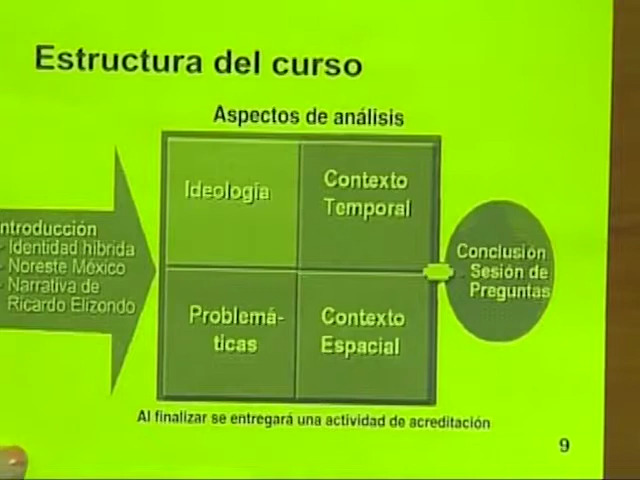 Estructura del curso
Aspectos de análisis
Ideología
Contexto
Temporal
ntroducción
- Identidad híbrida
- Noreste México
- Narrativa de
Ricardo Elizondo
Problemá-
ticas
Contexto
Espacial
Conclusión
. Sesión de
Preguntas
Al finalizar se entregará una actividad de acreditación
9